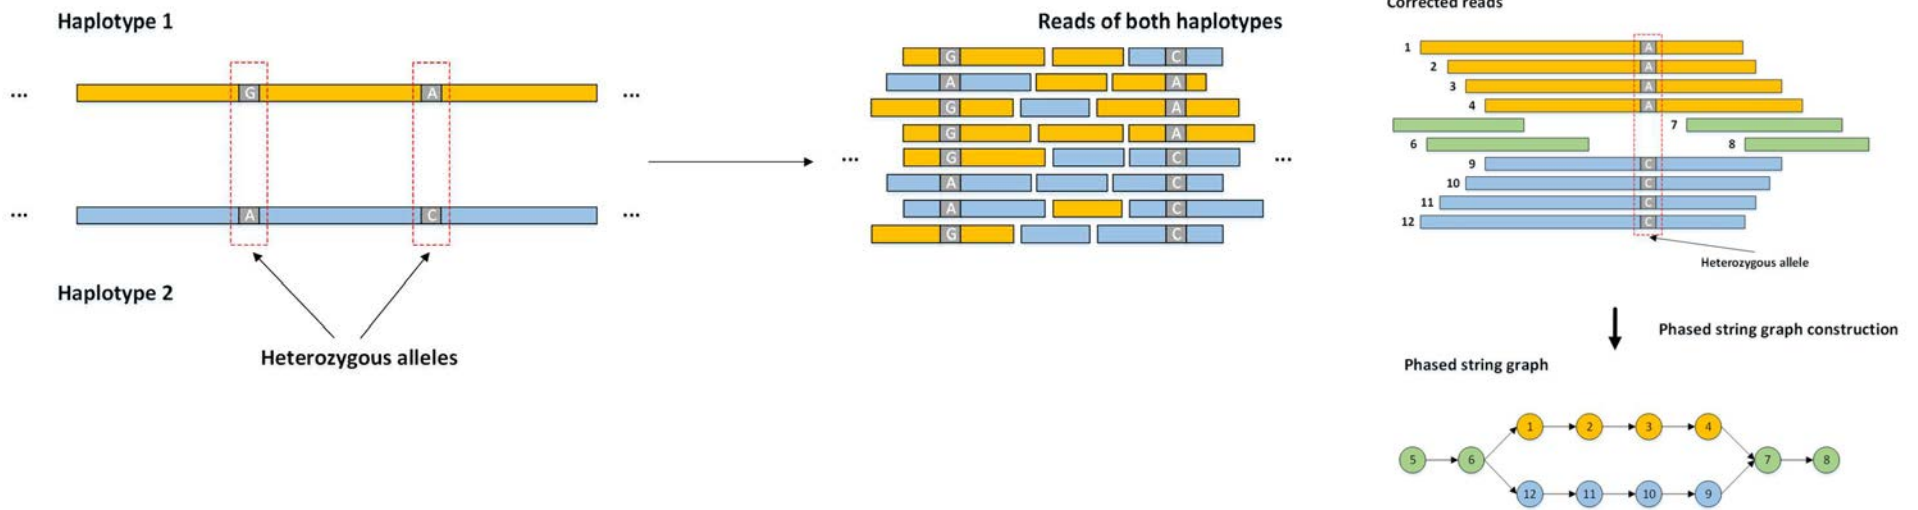 Haplotype 1
...
G
A
...
...
A
C
...
Haplotype 2
Heterozygous alleles
Reads of both haplotypes
G C
A A
G A
G A
...
G C
...
A C
A C
G C
Corrected reads
1 A
2 A
3 A
4 A
7
6 8
9 C
10 C
11 C
12 C
Heterozygous allele
Phased string graph construction
Phased string graph
1 2 3 4
5 6 7 8
12 11 10 9